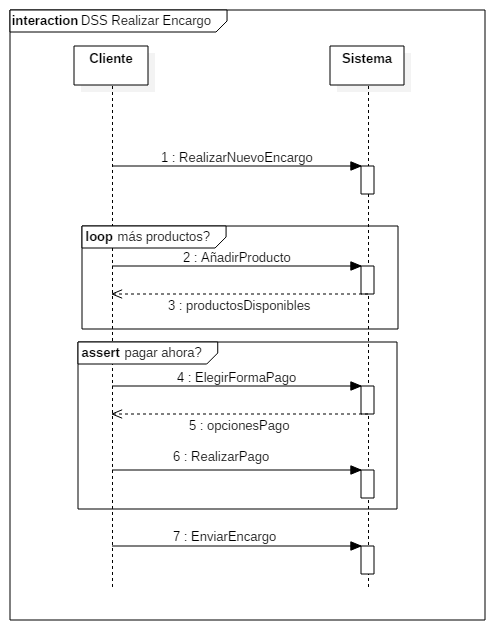 interaction DSS Realizar Encargo
Cliente
Sistema
1 : RealizarNuevoEncargo
loop más productos?
2 : AñadirProducto
3 : productosDisponibles
assert pagar ahora?
4 : ElegirFormaPago
5 : opcionesPago
6 : RealizarPago
7 : EnviarEncargo